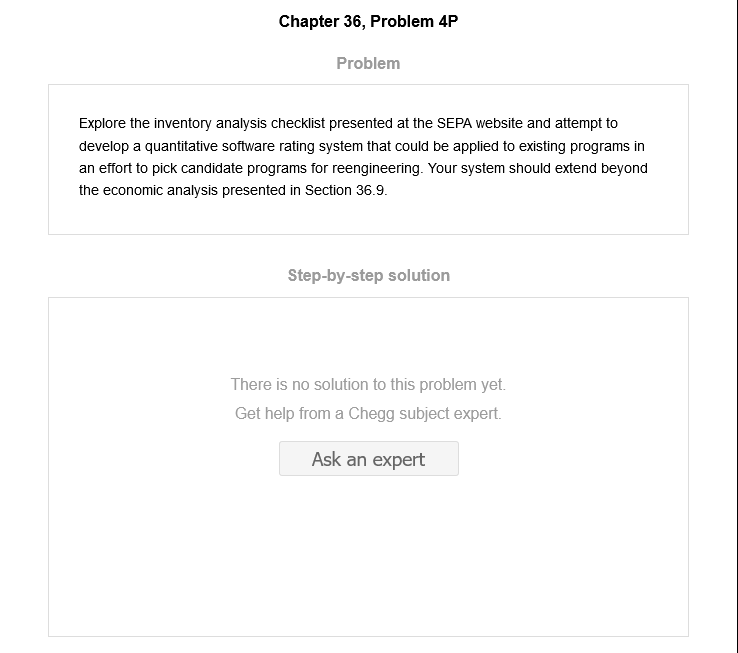 Chapter 36, Problem 4P
Problem
Explore the inventory analysis checklist presented at the SEPA website and attempt to
develop a quantitative software rating system that could be applied to existing programs in
an effort to pick candidate programs for reengineering. Your system should extend beyond
the economic analysis presented in Section 36.9.
Step-by-step solution
There is no solution to this problem yet.
Get help from a Chegg subject expert.
Ask an expert